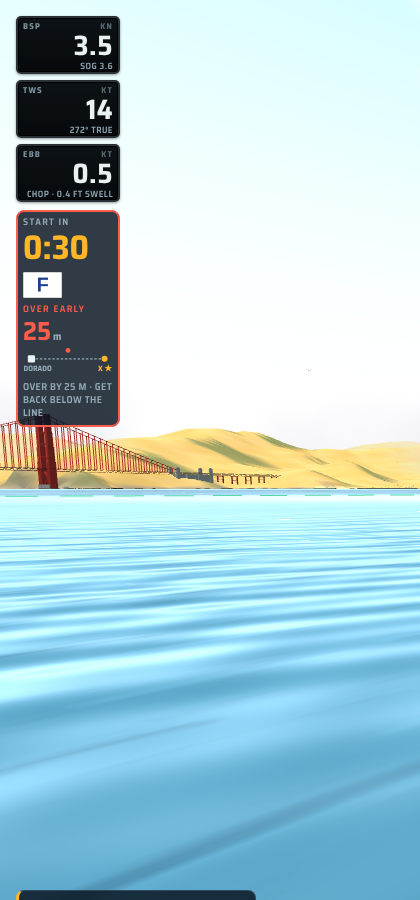 BSP KN
3.5
SOG 3.6
TWS KT
14
272° TRUE
EBB KT
0.5
CHOP · 0.4 FT SWELL
START IN
0:30
F
OVER EARLY
25 m
DORADO X ★
OVER BY 25 M · GET
BACK BELOW THE
LINE